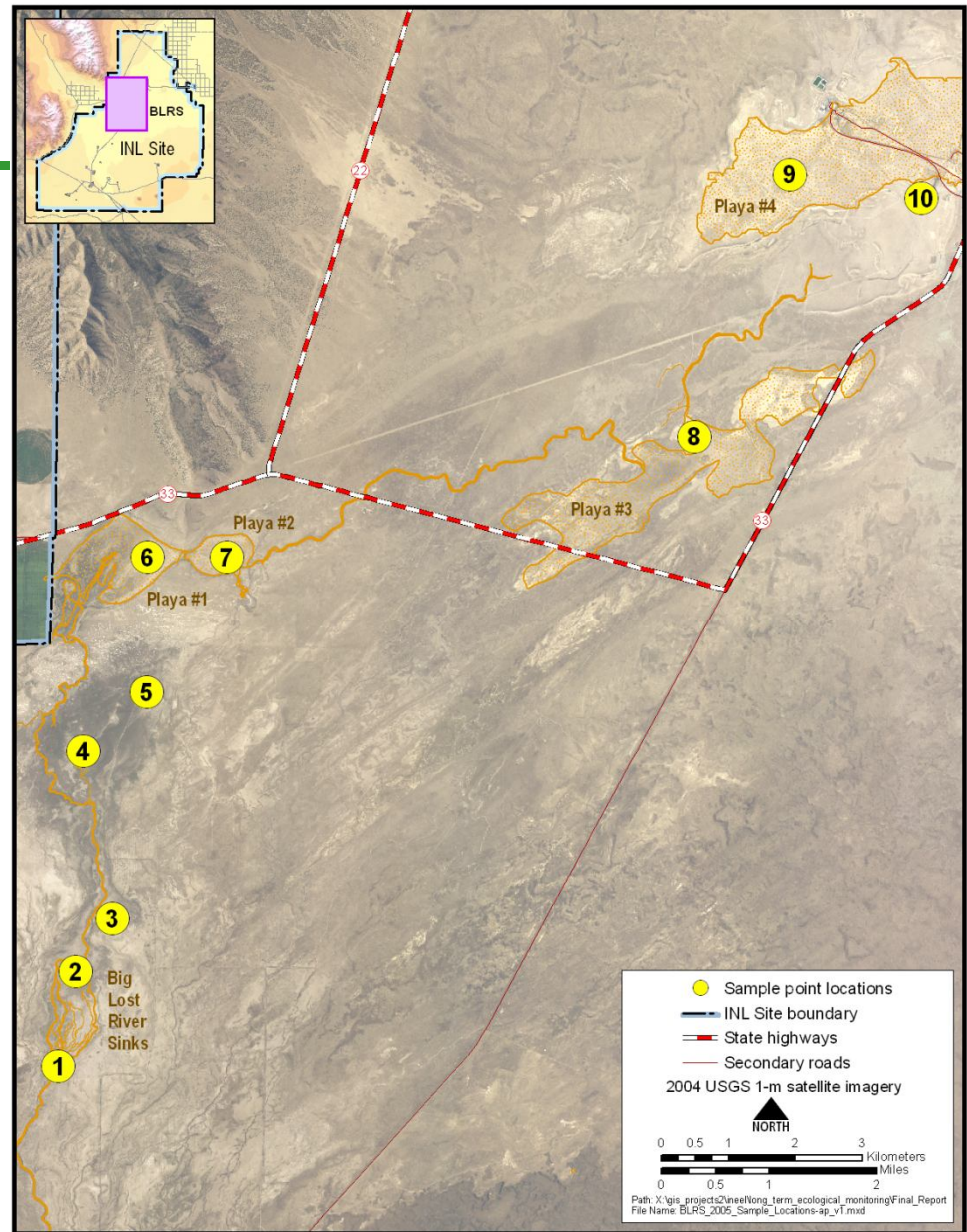 BLRS
INL Site
22
9
Playa #4
10
8
33
Playa #3
33
Playa #2
6
7
Playa #1
5
4
3
2
Big
Lost
River
Sinks
1
Sample point locations
INL Site boundary
State highways
Secondary roads
2004 USGS 1-m satellite imagery
NORTH
0 0.5 1 2 3
Kilometers
Miles
0 0.5 1 2
Path: X:\gis_projects2\ineel\long_term_ecological_monitoring\Final_Report
File Name: BLRS_2005_Sample_Locations-ap_v1.mxd